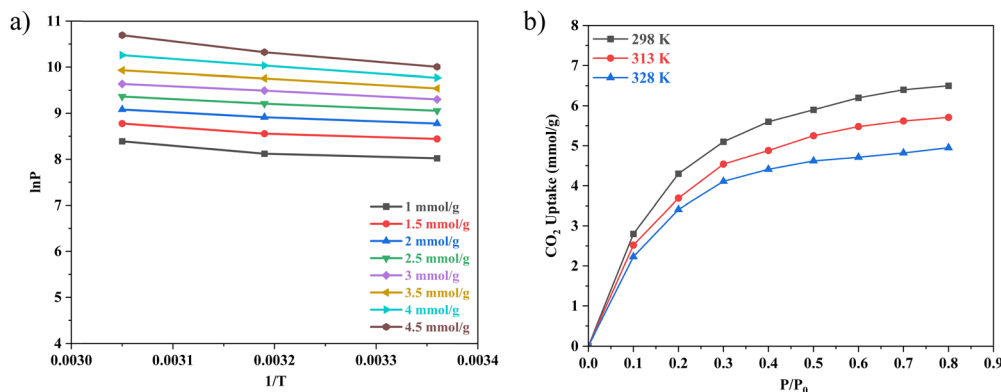 a)
11
10
9
8
7
6
5
4
lnP
1 mmol/g
1.5 mmol/g
2 mmol/g
2.5 mmol/g
3 mmol/g
3.5 mmol/g
4 mmol/g
4.5 mmol/g
0.0030
0.0031
0.0032
0.0033
0.0034
1/T
b)
8
7
6
5
4
3
2
1
0
CO₂ Uptake (mmol/g)
298 K
313 K
328 K
0.0
0.1
0.2
0.3
0.4
0.5
0.6
0.7
0.8
0.9
P/P₀